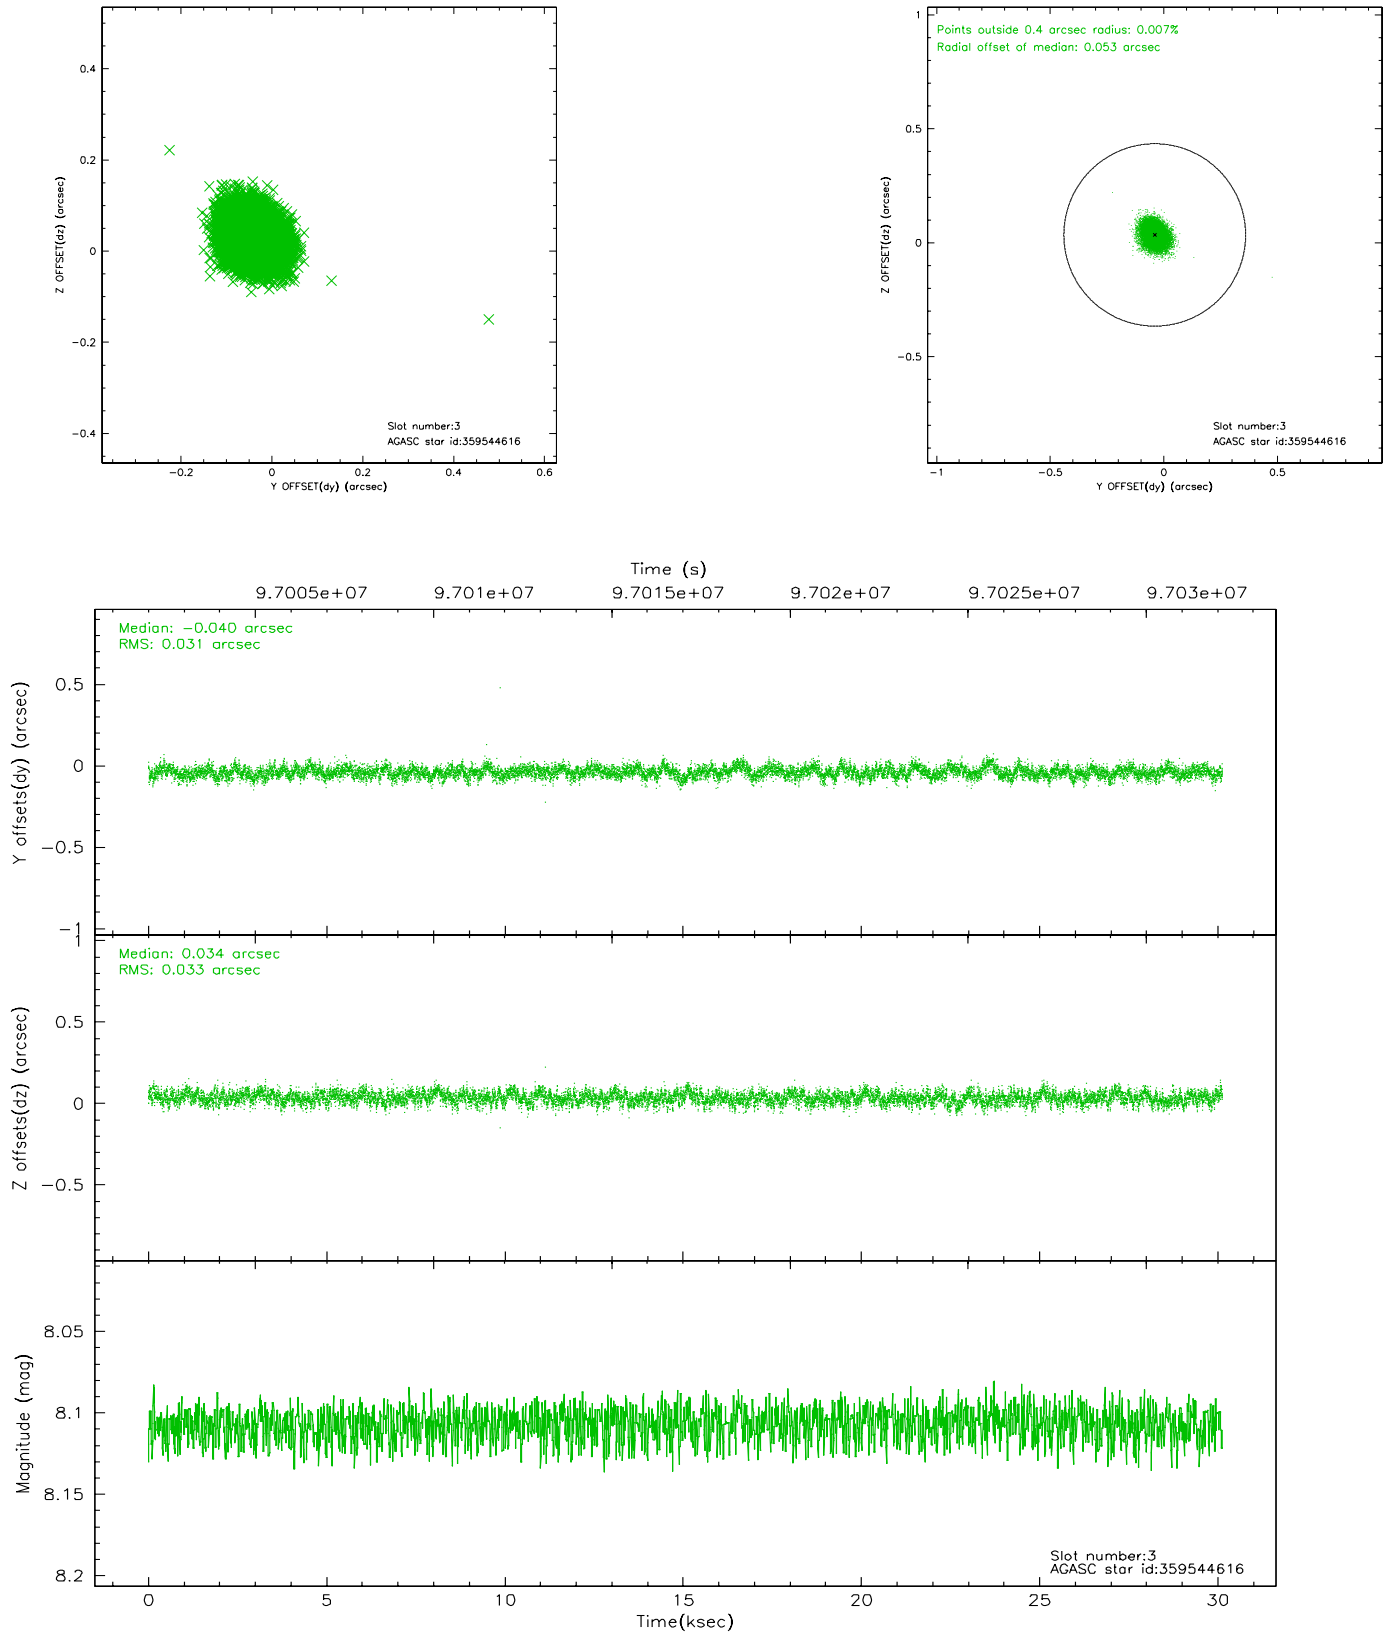 0.4
0.2
0
−0.2
−0.4
Z OFFSET(dz) (arcsec)
Slot number:3
AGASC star id:359544616
−0.2 0 0.2 0.4 0.6
Y OFFSET(dy) (arcsec)
Points outside 0.4 arcsec radius: 0.007%
Radial offset of median: 0.053 arcsec
1
0.5
0
−0.5
Z OFFSET(dz) (arcsec)
Slot number:3
AGASC star id:359544616
−1 −0.5 0 0.5
Y OFFSET(dy) (arcsec)
Time (s)
9.7005e+07 9.701e+07 9.7015e+07 9.702e+07 9.7025e+07 9.703e+07
Median: −0.040 arcsec
RMS: 0.031 arcsec
0.5
0
−0.5
−1
Y offsets(dy) (arcsec)
Median: 0.034 arcsec
RMS: 0.033 arcsec
1
0.5
0
−0.5
Z offsets(dz) (arcsec)
8.05
8.1
8.15
8.2
Magnitude (mag)
Slot number:3
AGASC star id:359544616
0 5 10 15 20 25 30
Time(ksec)